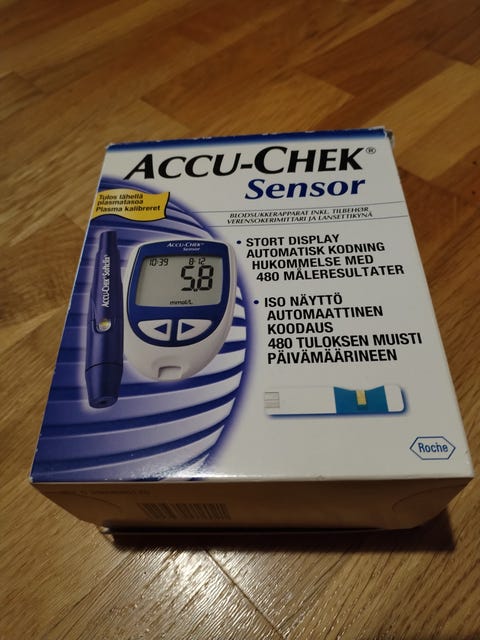 ACCU-CHEK®
Sensor
Tulos lähellä
plasmatasoa
Plasma kalibreret
BLODSUKKERAPPARAT INKL. TILBEHØR
VERENSOKERIMITTARI JA LANSETTIKYNÄ
• STORT DISPLAY
AUTOMATISK KODNING
HUKOMMELSE MED
480 MÅLERESULTATER
• ISO NÄYTTÖ
AUTOMAATTINEN
KOODAUS
480 TULOKSEN MUISTI
PÄIVÄMÄÄRINEEN
ACCU-CHEK®
Sensor
10:39 8-12
5.8
mmol/L
ACCU-CHEK® Softclix®
Roche